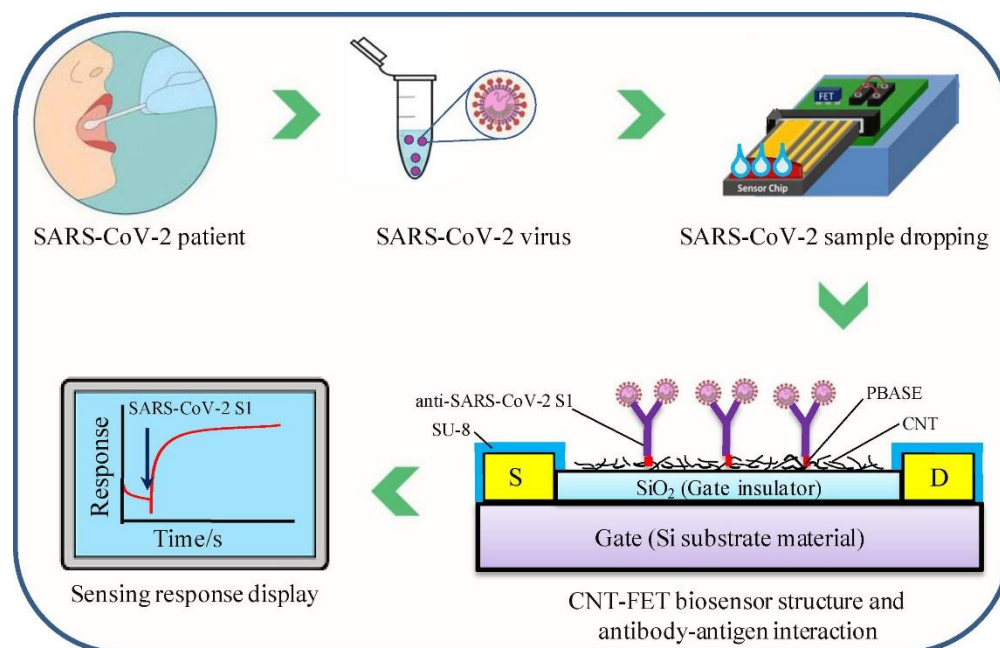 FET
Sensor Chip
SARS-CoV-2 patient
SARS-CoV-2 virus
SARS-CoV-2 sample dropping
SARS-CoV-2 S1
Response
Time/s
Sensing response display
anti-SARS-CoV-2 S1
SU-8
PBASE
CNT
S
D
SiO₂ (Gate insulator)
Gate (Si substrate material)
CNT-FET biosensor structure and
antibody-antigen interaction